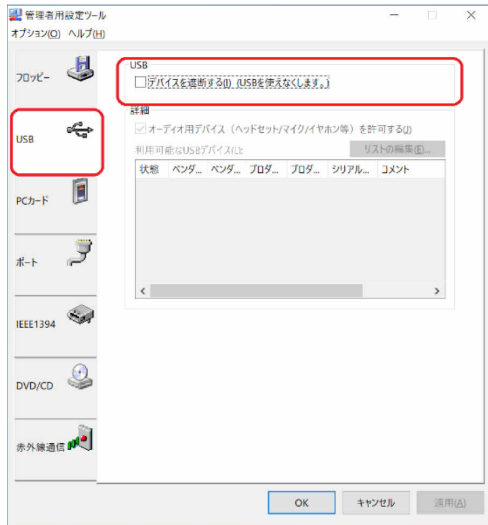 管理者用設定ツール
オプション(O) ヘルプ(H)
フロッピー
USB
PCカード
ポート
IEEE1394
DVD/CD
赤外線通信
USB
デバイスを遮断する(I) (USBを使えなくします。)
詳細
オーディオ用デバイス（ヘッドセット/マイク/イヤホン等）を許可する(J)
利用可能なUSBデバイス(L):
リストの編集(E)...
状態 ベンダ... ベンダ... プロダ... プロダ... シリアル... コメント
OK キャンセル 適用(A)